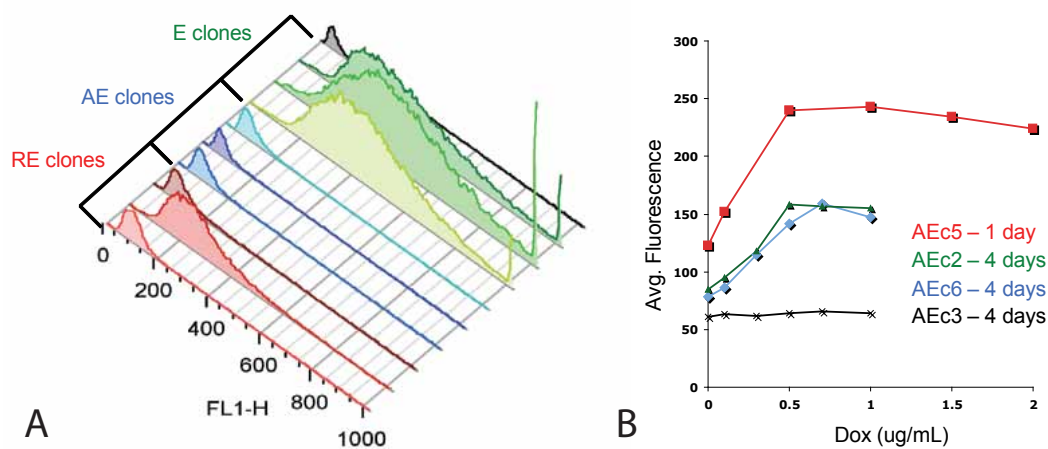 E clones
AE clones
RE clones
0
200
400
600
800
1000
FL1-H
A
300
250
200
150
100
50
0
Avg. Fluorescence
AEc5 – 1 day
AEc2 – 4 days
AEc6 – 4 days
AEc3 – 4 days
0 0.5 1 1.5 2
Dox (ug/mL)
B